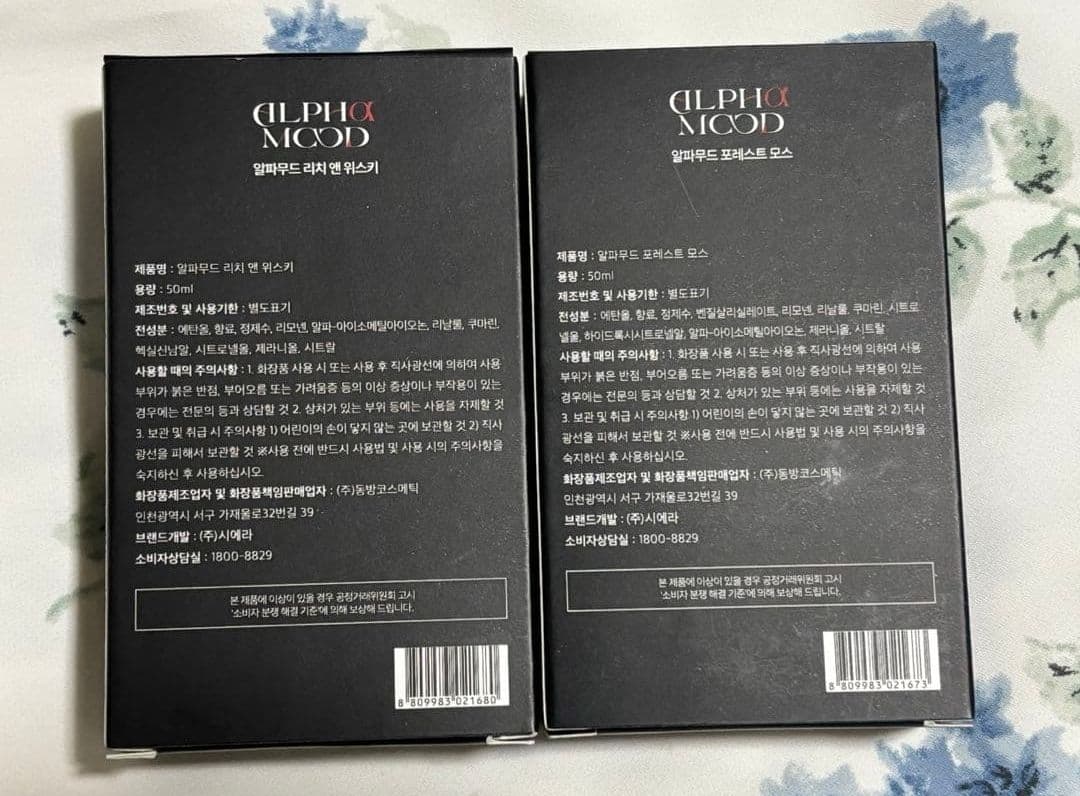 ALPHα
MOOD
알파무드 리치 앤 위스키
제품명 : 알파무드 리치 앤 위스키
용량 : 50ml
제조번호 및 사용기한 : 별도표기
전성분 : 에탄올, 향료, 정제수, 리모넨, 알파-아이소메틸아이오논, 리날룰, 쿠마린,
헥실신남알, 시트로넬올, 제라니올, 시트랄
사용할 때의 주의사항 : 1. 화장품 사용 시 또는 사용 후 직사광선에 의하여 사용
부위가 붉은 반점, 부어오름 또는 가려움증 등의 이상 증상이나 부작용이 있는
경우에는 전문의 등과 상담할 것 2. 상처가 있는 부위 등에는 사용을 자제할 것
3. 보관 및 취급 시 주의사항 1) 어린이의 손이 닿지 않는 곳에 보관할 것 2) 직사
광선을 피해서 보관할 것 ※사용 전에 반드시 사용법 및 사용 시의 주의사항을
숙지하신 후 사용하십시오.
화장품제조업자 및 화장품책임판매업자 : (주)동방코스메틱
인천광역시 서구 가재울로32번길 39
브랜드개발 : (주)시에라
소비자상담실 : 1800-8829
본 제품에 이상이 있을 경우 공정거래위원회 고시
'소비자 분쟁 해결 기준'에 의해 보상해 드립니다.
8 809983 021680
ALPHα
MOOD
알파무드 포레스트 모스
제품명 : 알파무드 포레스트 모스
용량 : 50ml
제조번호 및 사용기한 : 별도표기
전성분 : 에탄올, 향료, 정제수, 벤질살리실레이트, 리모넨, 리날룰, 쿠마린, 시트로
넬올, 하이드록시시트로넬알, 알파-아이소메틸아이오논, 제라니올, 시트랄
사용할 때의 주의사항 : 1. 화장품 사용 시 또는 사용 후 직사광선에 의하여 사용
부위가 붉은 반점, 부어오름 또는 가려움증 등의 이상 증상이나 부작용이 있는
경우에는 전문의 등과 상담할 것 2. 상처가 있는 부위 등에는 사용을 자제할 것
3. 보관 및 취급 시 주의사항 1) 어린이의 손이 닿지 않는 곳에 보관할 것 2) 직사
광선을 피해서 보관할 것 ※사용 전에 반드시 사용법 및 사용 시의 주의사항을
숙지하신 후 사용하십시오.
화장품제조업자 및 화장품책임판매업자 : (주)동방코스메틱
인천광역시 서구 가재울로32번길 39
브랜드개발 : (주)시에라
소비자상담실 : 1800-8829
본 제품에 이상이 있을 경우 공정거래위원회 고시
'소비자 분쟁 해결 기준'에 의해 보상해 드립니다.
8 809983 021673